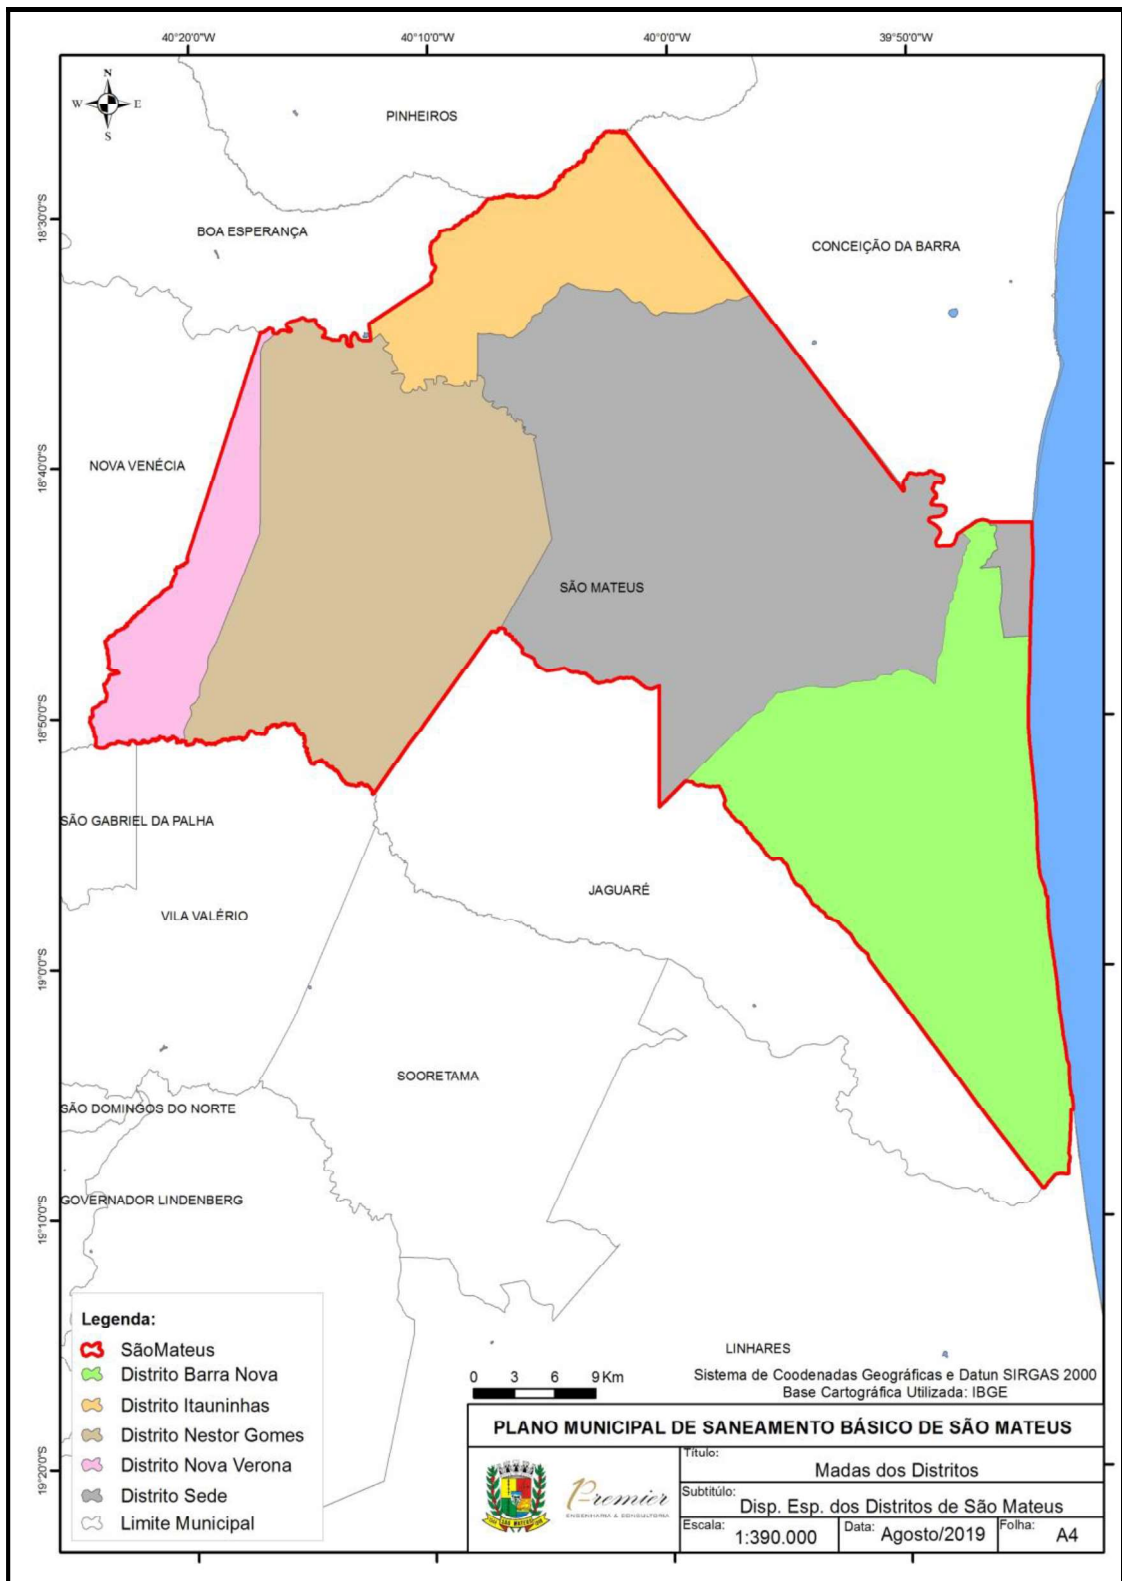 40°20'0"W
40°10'0"W
40°0'0"W
39°50'0"W
N
W
E
S
PINHEIROS
18°30'0"S
BOA ESPERANÇA
CONCEIÇÃO DA BARRA
NOVA VENÉCIA
18°40'0"S
SÃO MATEUS
18°50'0"S
SÃO GABRIEL DA PALHA
JAGUARÉ
VILA VALÉRIO
19°0'0"S
SOORETAMA
SÃO DOMINGOS DO NORTE
GOVERNADOR LINDENBERG
19°10'0"S
Legenda:
SãoMateus
Distrito Barra Nova
Distrito Itauninhas
Distrito Nestor Gomes
Distrito Nova Verona
Distrito Sede
Limite Municipal
19°20'0"S
LINHARES
0 3 6 9 Km
Sistema de Coodenadas Geográficas e Datun SIRGAS 2000
Base Cartográfica Utilizada: IBGE
PLANO MUNICIPAL DE SANEAMENTO BÁSICO DE SÃO MATEUS
SÃO MATEUS
Premier
ENGENHARIA & CONSULTORIA
Título:
Madas dos Distritos
Subtitúlo:
Disp. Esp. dos Distritos de São Mateus
Escala:
1:390.000
Data: Agosto/2019
Folha:
A4